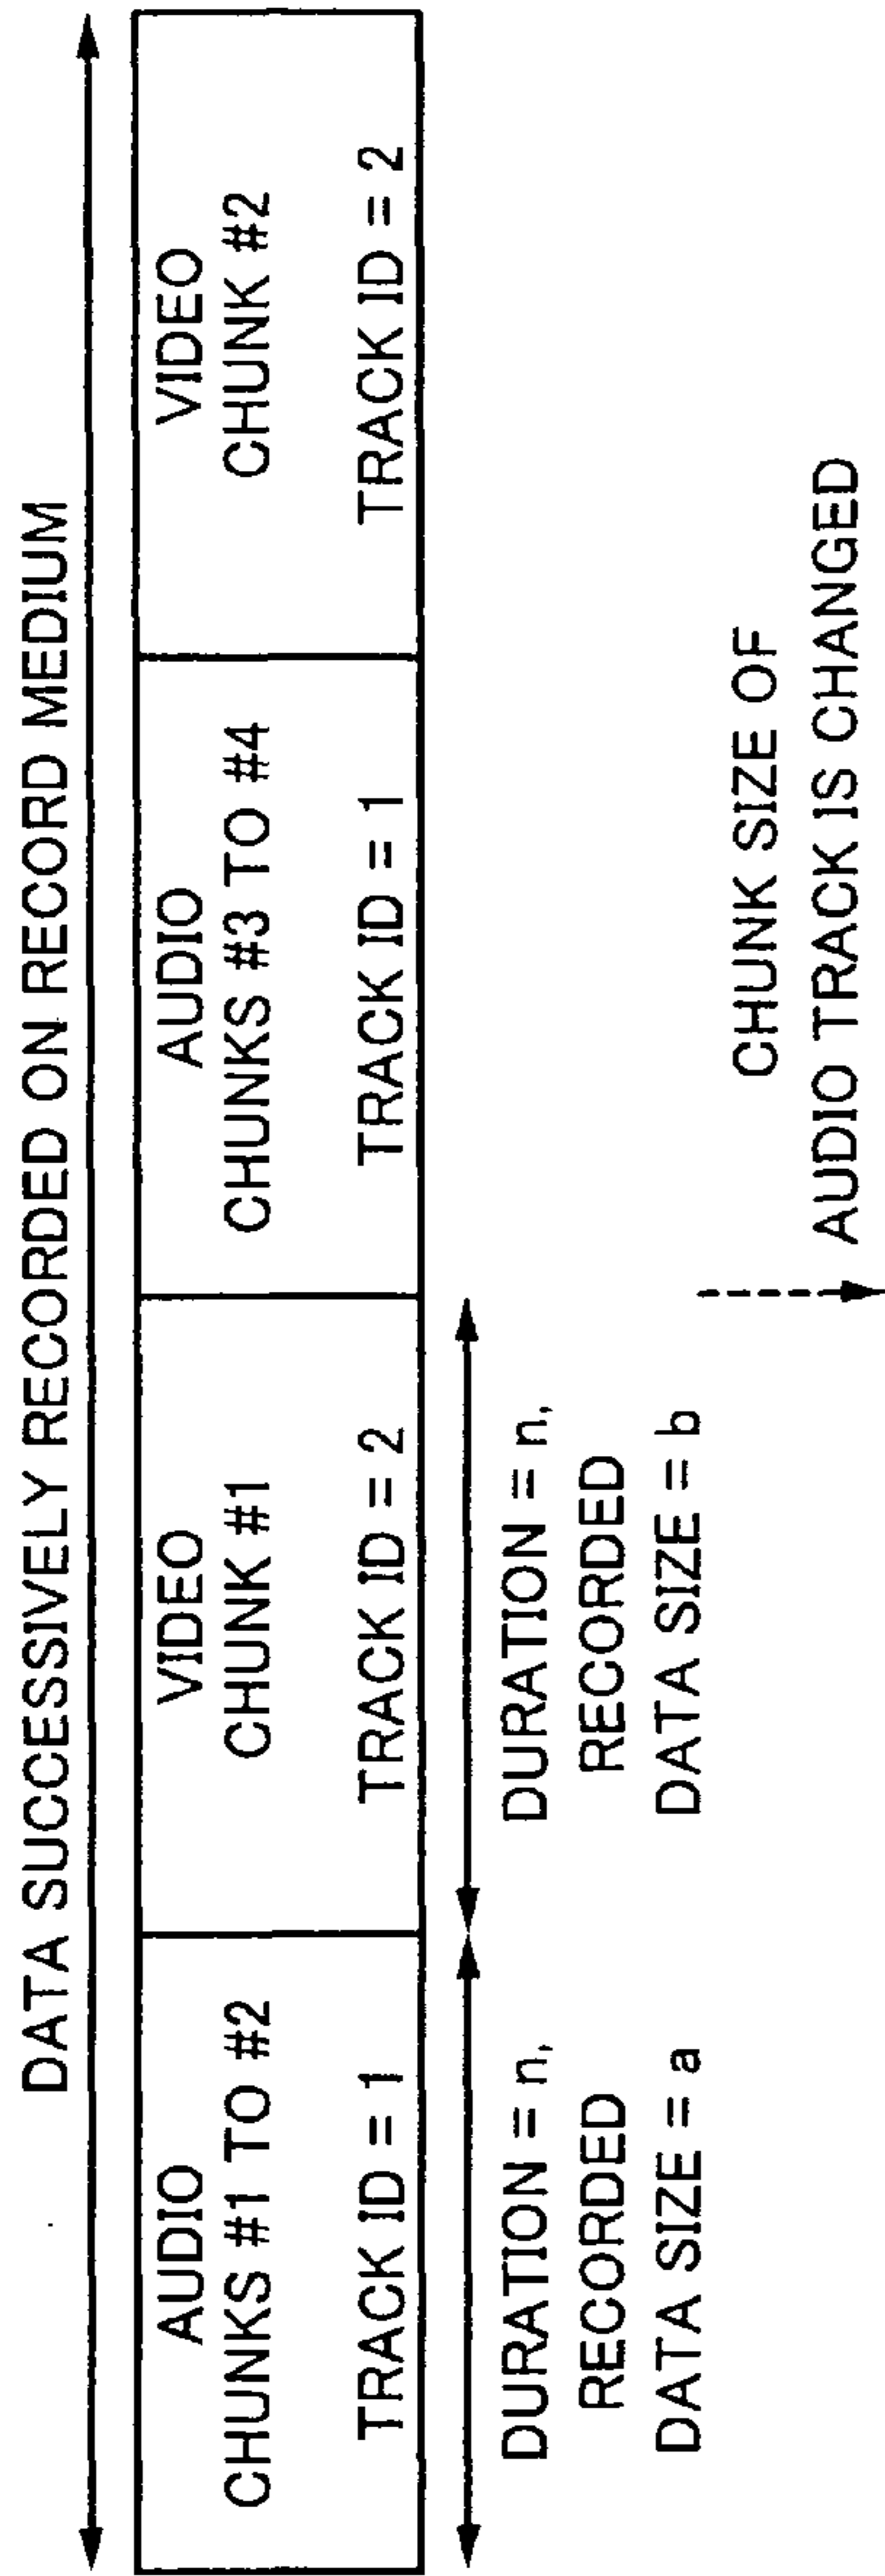 DATA SUCCESSIVELY RECORDED ON RECORD MEDIUM
AUDIO
CHUNKS #1 TO #2
TRACK ID = 1
VIDEO
CHUNK #1
TRACK ID = 2
AUDIO
CHUNKS #3 TO #4
TRACK ID = 1
VIDEO
CHUNK #2
TRACK ID = 2
DURATION = n,
RECORDED
DATA SIZE = a
DURATION = n,
RECORDED
DATA SIZE = b
CHUNK SIZE OF
AUDIO TRACK IS CHANGED